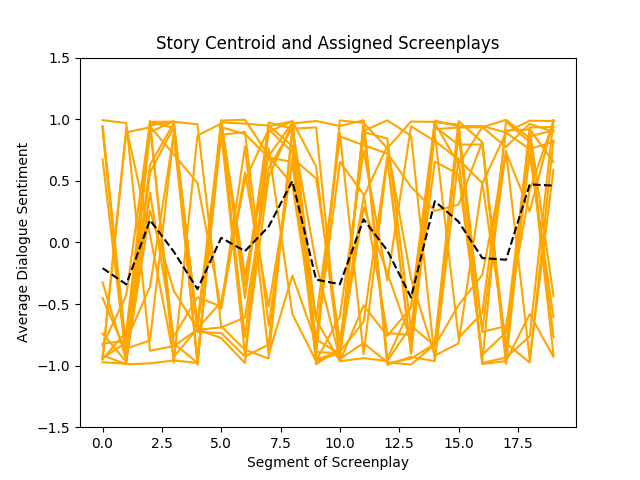 Story Centroid and Assigned Screenplays
1.5
1.0
0.5
0.0
−0.5
−1.0
−1.5
Average Dialogue Sentiment
0.0 2.5 5.0 7.5 10.0 12.5 15.0 17.5
Segment of Screenplay